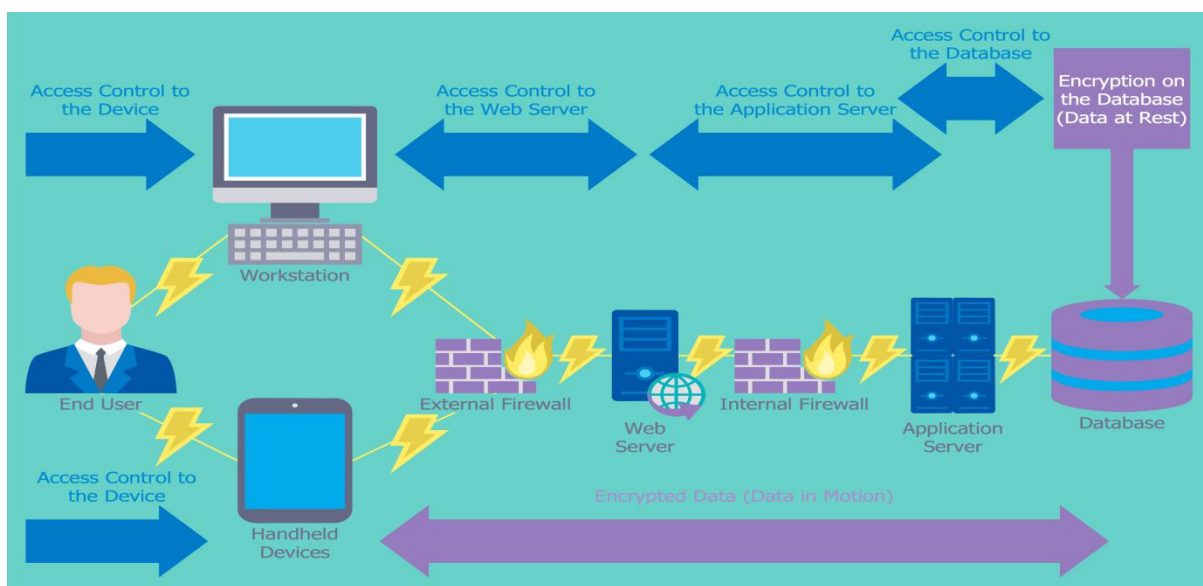 Access Control to
the Database
Access Control to
the Device
Access Control to
the Web Server
Access Control to
the Application Server
Encryption on
the Database
(Data at Rest)
Workstation
End User
External Firewall
Web
Server
Internal Firewall
Application
Server
Database
Access Control to
the Device
Encrypted Data (Data in Motion)
Handheld
Devices